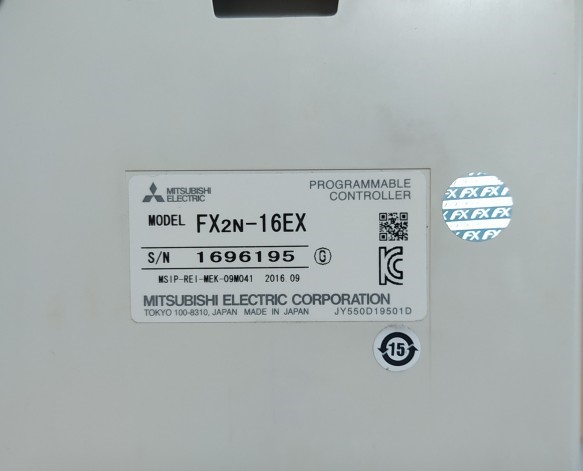 MITSUBISHI
ELECTRIC
PROGRAMMABLE
CONTROLLER
MODEL FX2N-16EX
S/N 1696195 G
MSIP-REI-MEK-09M041 2016.09
MITSUBISHI ELECTRIC CORPORATION
TOKYO 100-8310, JAPAN MADE IN JAPAN JY550D19501D
FX FX FX
FX FX FX
FX FX
15